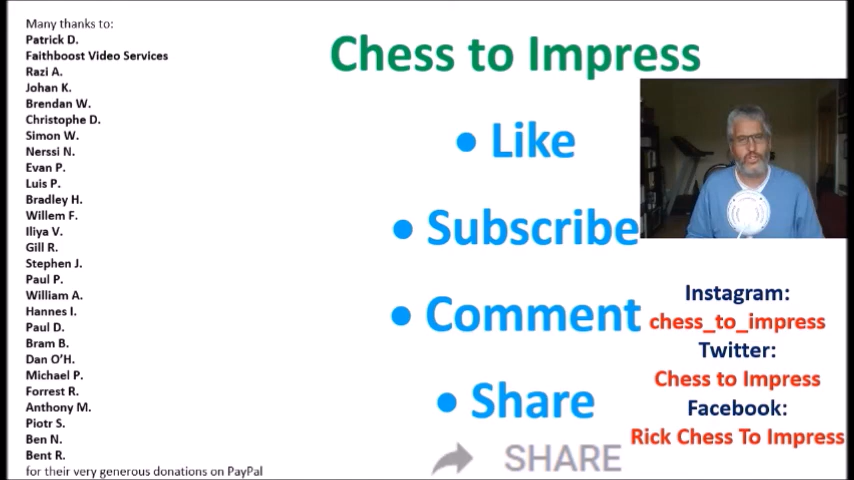 Many thanks to:
Patrick D.
Faithboost Video Services
Razi A.
Johan K.
Brendan W.
Christophe D.
Simon W.
Nerssi N.
Evan P.
Luis P.
Bradley H.
Willem F.
Iliya V.
Gill R.
Stephen J.
Paul P.
William A.
Hannes I.
Paul D.
Bram B.
Dan O'H.
Michael P.
Forrest R.
Anthony M.
Piotr S.
Ben N.
Bent R.
for their very generous donations on PayPal
Chess to Impress
• Like
• Subscribe
• Comment
• Share
SHARE
Instagram:
chess_to_impress
Twitter:
Chess to Impress
Facebook:
Rick Chess To Impress